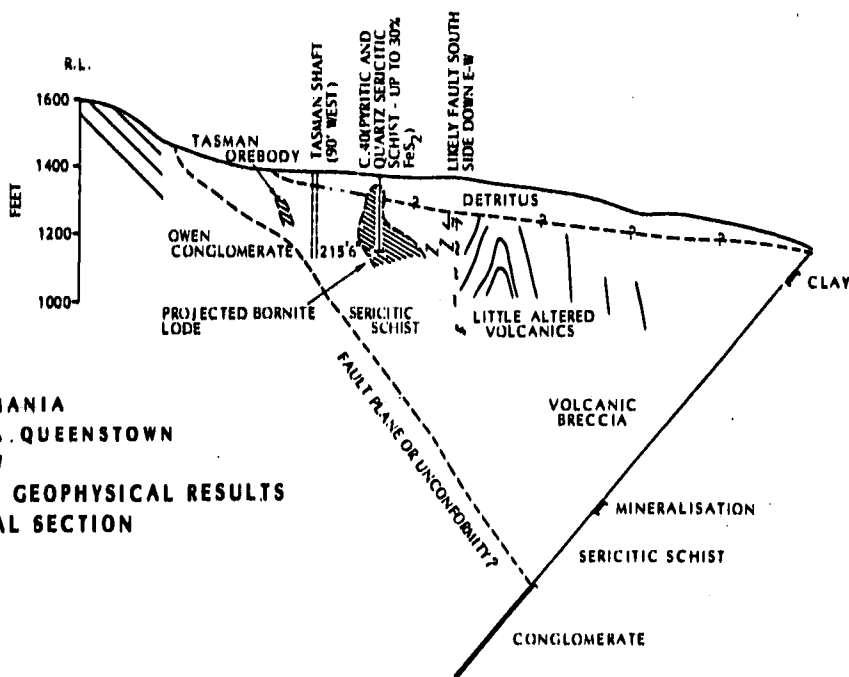 R.L.
1600
1400
1200
1000
FEET
TASMAN
OREBODY
TASMAN SHAFT
(90' WEST)
C.40(PYRITIC AND
QUARTZ SERICITIC
SCHIST - UP TO 30%
FeS2)
LIKELY FAULT SOUTH
SIDE DOWN E-W
DETRITUS
?
?
?
?
OWEN
CONGLOMERATE
215'6
PROJECTED BORNITE
LODE
SERICITIC
SCHIST
LITTLE ALTERED
VOLCANICS
CLAY
FAULT PLANE OR UNCONFORMITY?
VOLCANIC
BRECCIA
MINERALISATION
SERICITIC SCHIST
CONGLOMERATE
ANIA
. QUEENSTOWN
GEOPHYSICAL RESULTS
AL SECTION